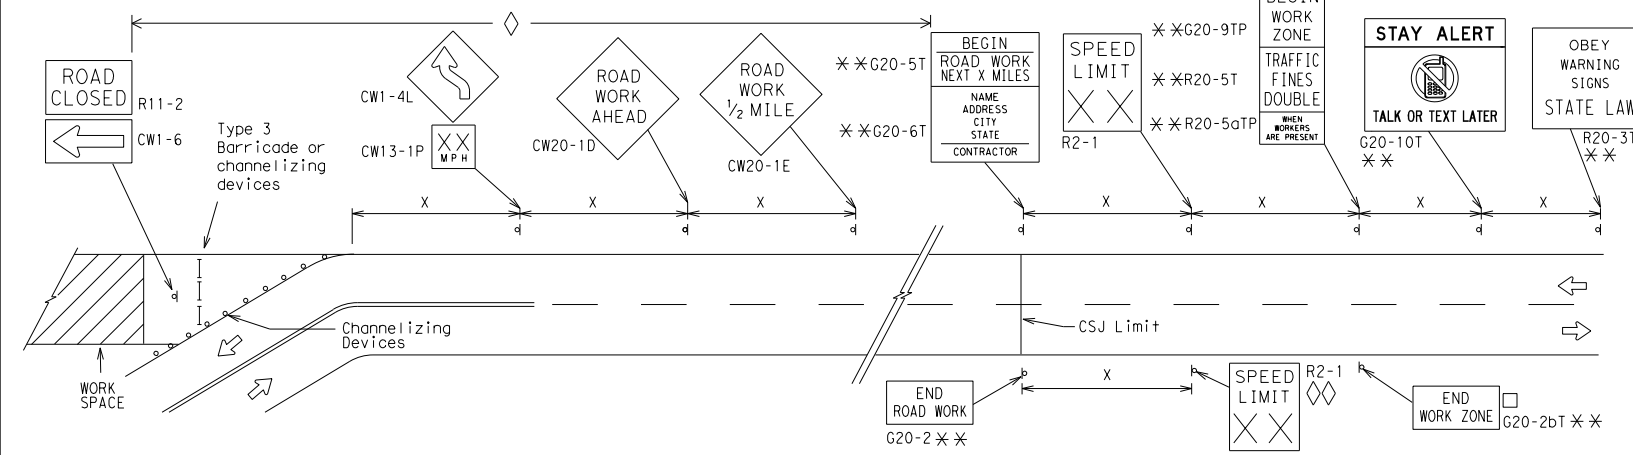 ROAD
CLOSED
R11-2
CW1-6
Type 3
Barricade or
channelizing
devices
CW1-4L
XX
MPH
CW13-1P
ROAD
WORK
AHEAD
CW20-1D
ROAD
WORK
1/2 MILE
CW20-1E
**G20-5T
**G20-6T
BEGIN
ROAD WORK
NEXT X MILES
NAME
ADDRESS
CITY
STATE
CONTRACTOR
SPEED
LIMIT
XX
R2-1
**G20-9TP
**R20-5T
**R20-5aTP
BEGIN
WORK
ZONE
TRAFFIC
FINES
DOUBLE
WHEN
WORKERS
ARE PRESENT
STAY ALERT
TALK OR TEXT LATER
G20-10T
**
OBEY
WARNING
SIGNS
STATE LAW
R20-3T
**
X
X
X
X
X
X
X
Channelizing
Devices
CSJ Limit
WORK
SPACE
END
ROAD WORK
G20-2**
X
SPEED
LIMIT
XX
R2-1
END
WORK ZONE
G20-2bT**